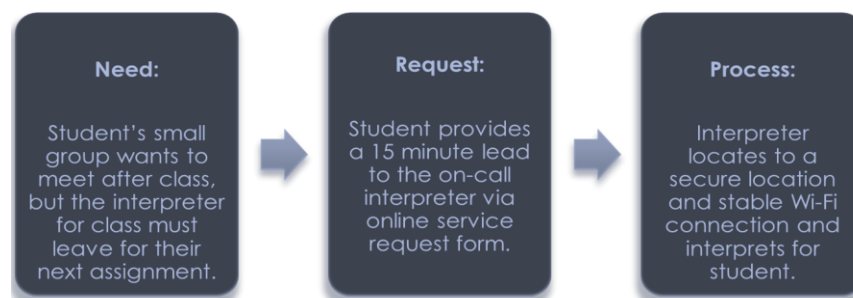 Need:
Student's small
group wants to
meet after class,
but the interpreter
for class must
leave for their
next assignment.
Request:
Student provides
a 15 minute lead
to the on-call
interpreter via
online service
request form.
Process:
Interpreter
locates to a
secure location
and stable Wi-Fi
connection and
interprets for
student.